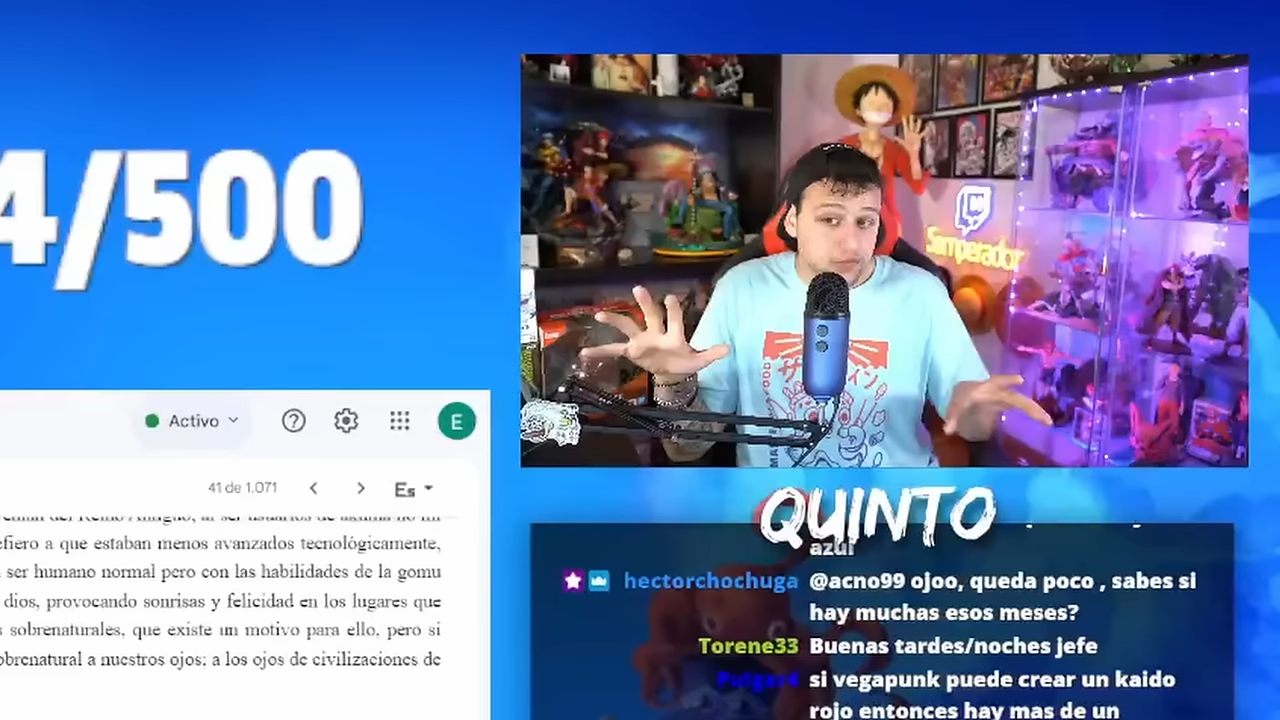 4/500
Activo
E
41 de 1.071
Es
efiero a que estaban menos avanzados tecnológicamente,
ser humano normal pero con las habilidades de la gomu
dios, provocando sonrisas y felicidad en los lugares que
s sobrenaturales, que existe un motivo para ello, pero si
obrenatural a nuestros ojos; a los ojos de civilizaciones de
Somperador
QUINTO
azul
hectorchochuga @acno99 ojoo, queda poco , sabes si
hay muchas esos meses?
Torene33 Buenas tardes/noches jefe
si vegapunk puede crear un kaido
rojo entonces hay mas de un